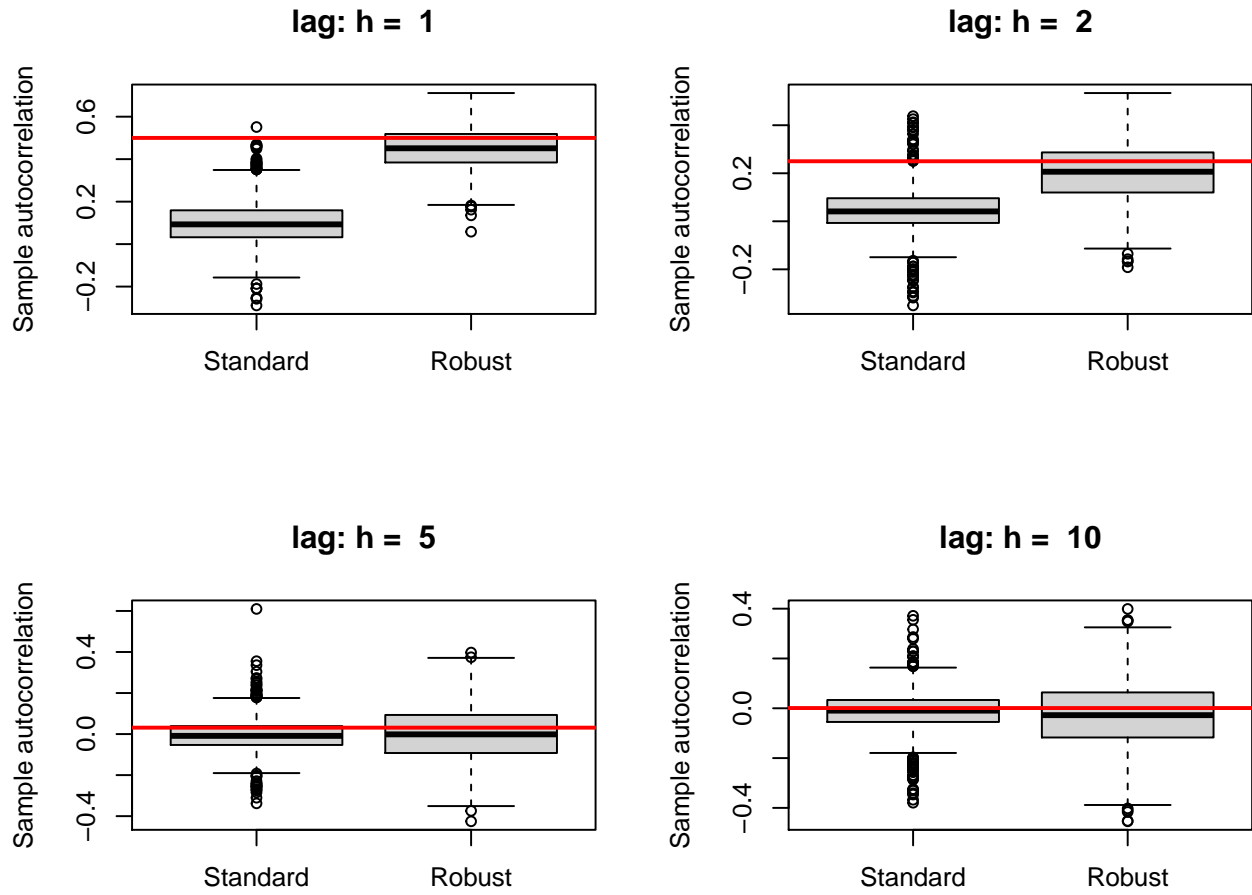 lag: h = 1
Sample autocorrelation
0.6
0.2
−0.2
Standard Robust
lag: h = 2
Sample autocorrelation
0.2
−0.2
Standard Robust
lag: h = 5
Sample autocorrelation
0.4
0.0
−0.4
Standard Robust
lag: h = 10
Sample autocorrelation
0.4
0.0
−0.4
Standard Robust